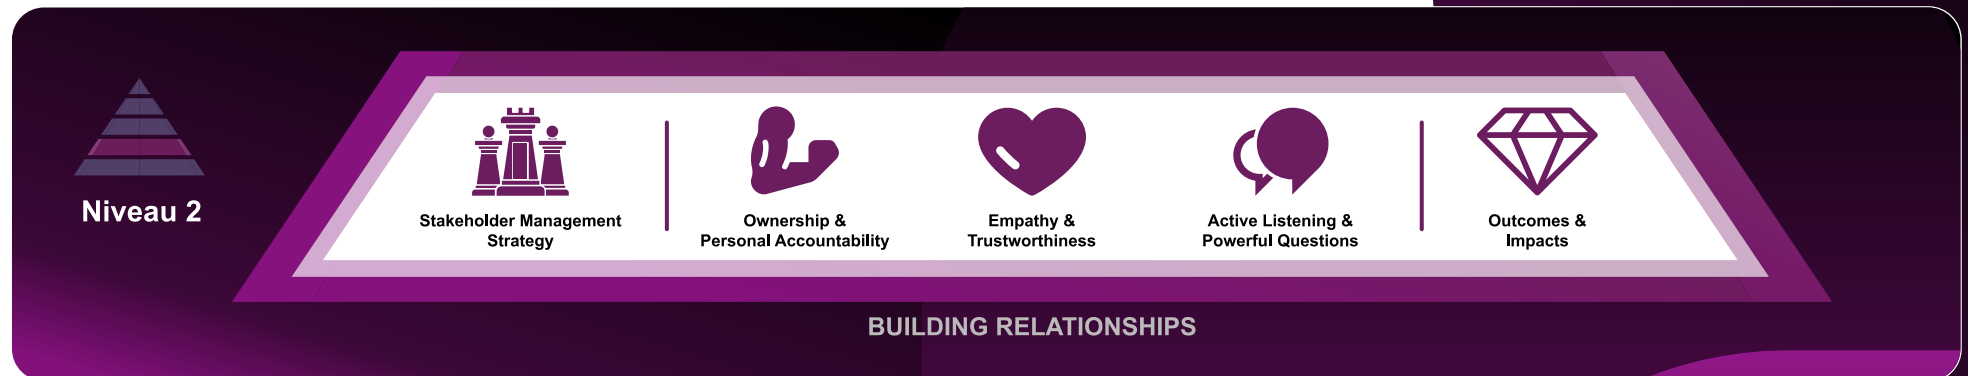 Niveau 2
Stakeholder Management
Strategy
Ownership &
Personal Accountability
Empathy &
Trustworthiness
Active Listening &
Powerful Questions
Outcomes &
Impacts
BUILDING RELATIONSHIPS